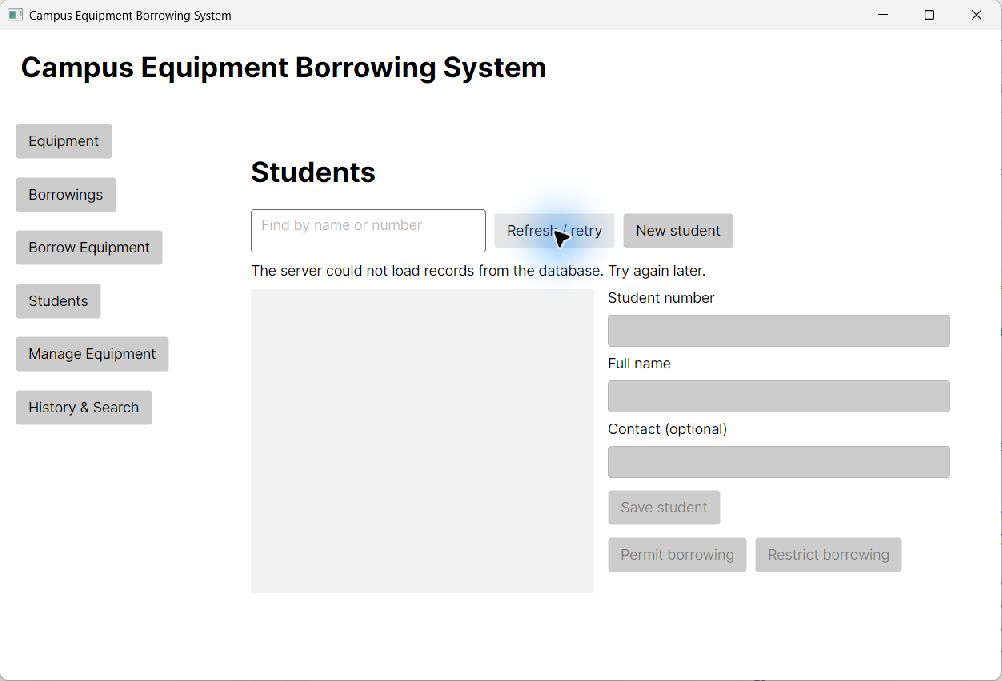 Campus Equipment Borrowing System
Campus Equipment Borrowing System
Equipment
Borrowings
Borrow Equipment
Students
Manage Equipment
History & Search
Students
Find by name or number
Refresh / retry
New student
The server could not load records from the database. Try again later.
Student number
Full name
Contact (optional)
Save student
Permit borrowing
Restrict borrowing